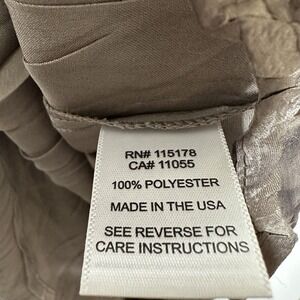 RN# 115178
CA# 11055
100% POLYESTER
MADE IN THE USA
SEE REVERSE FOR
CARE INSTRUCTIONS